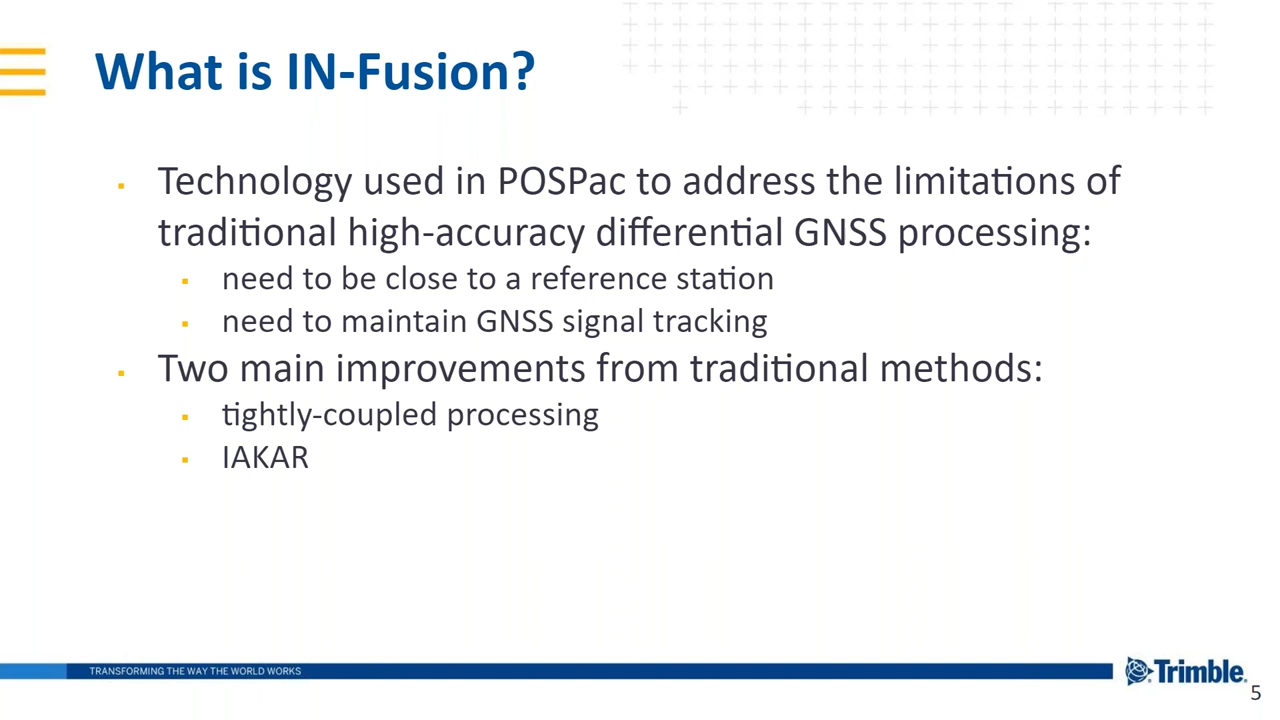 What is IN-Fusion?
Technology used in POSPac to address the limitations of
traditional high-accuracy differential GNSS processing:
need to be close to a reference station
need to maintain GNSS signal tracking
Two main improvements from traditional methods:
tightly-coupled processing
IAKAR
TRANSFORMING THE WAY THE WORLD WORKS
Trimble.
5